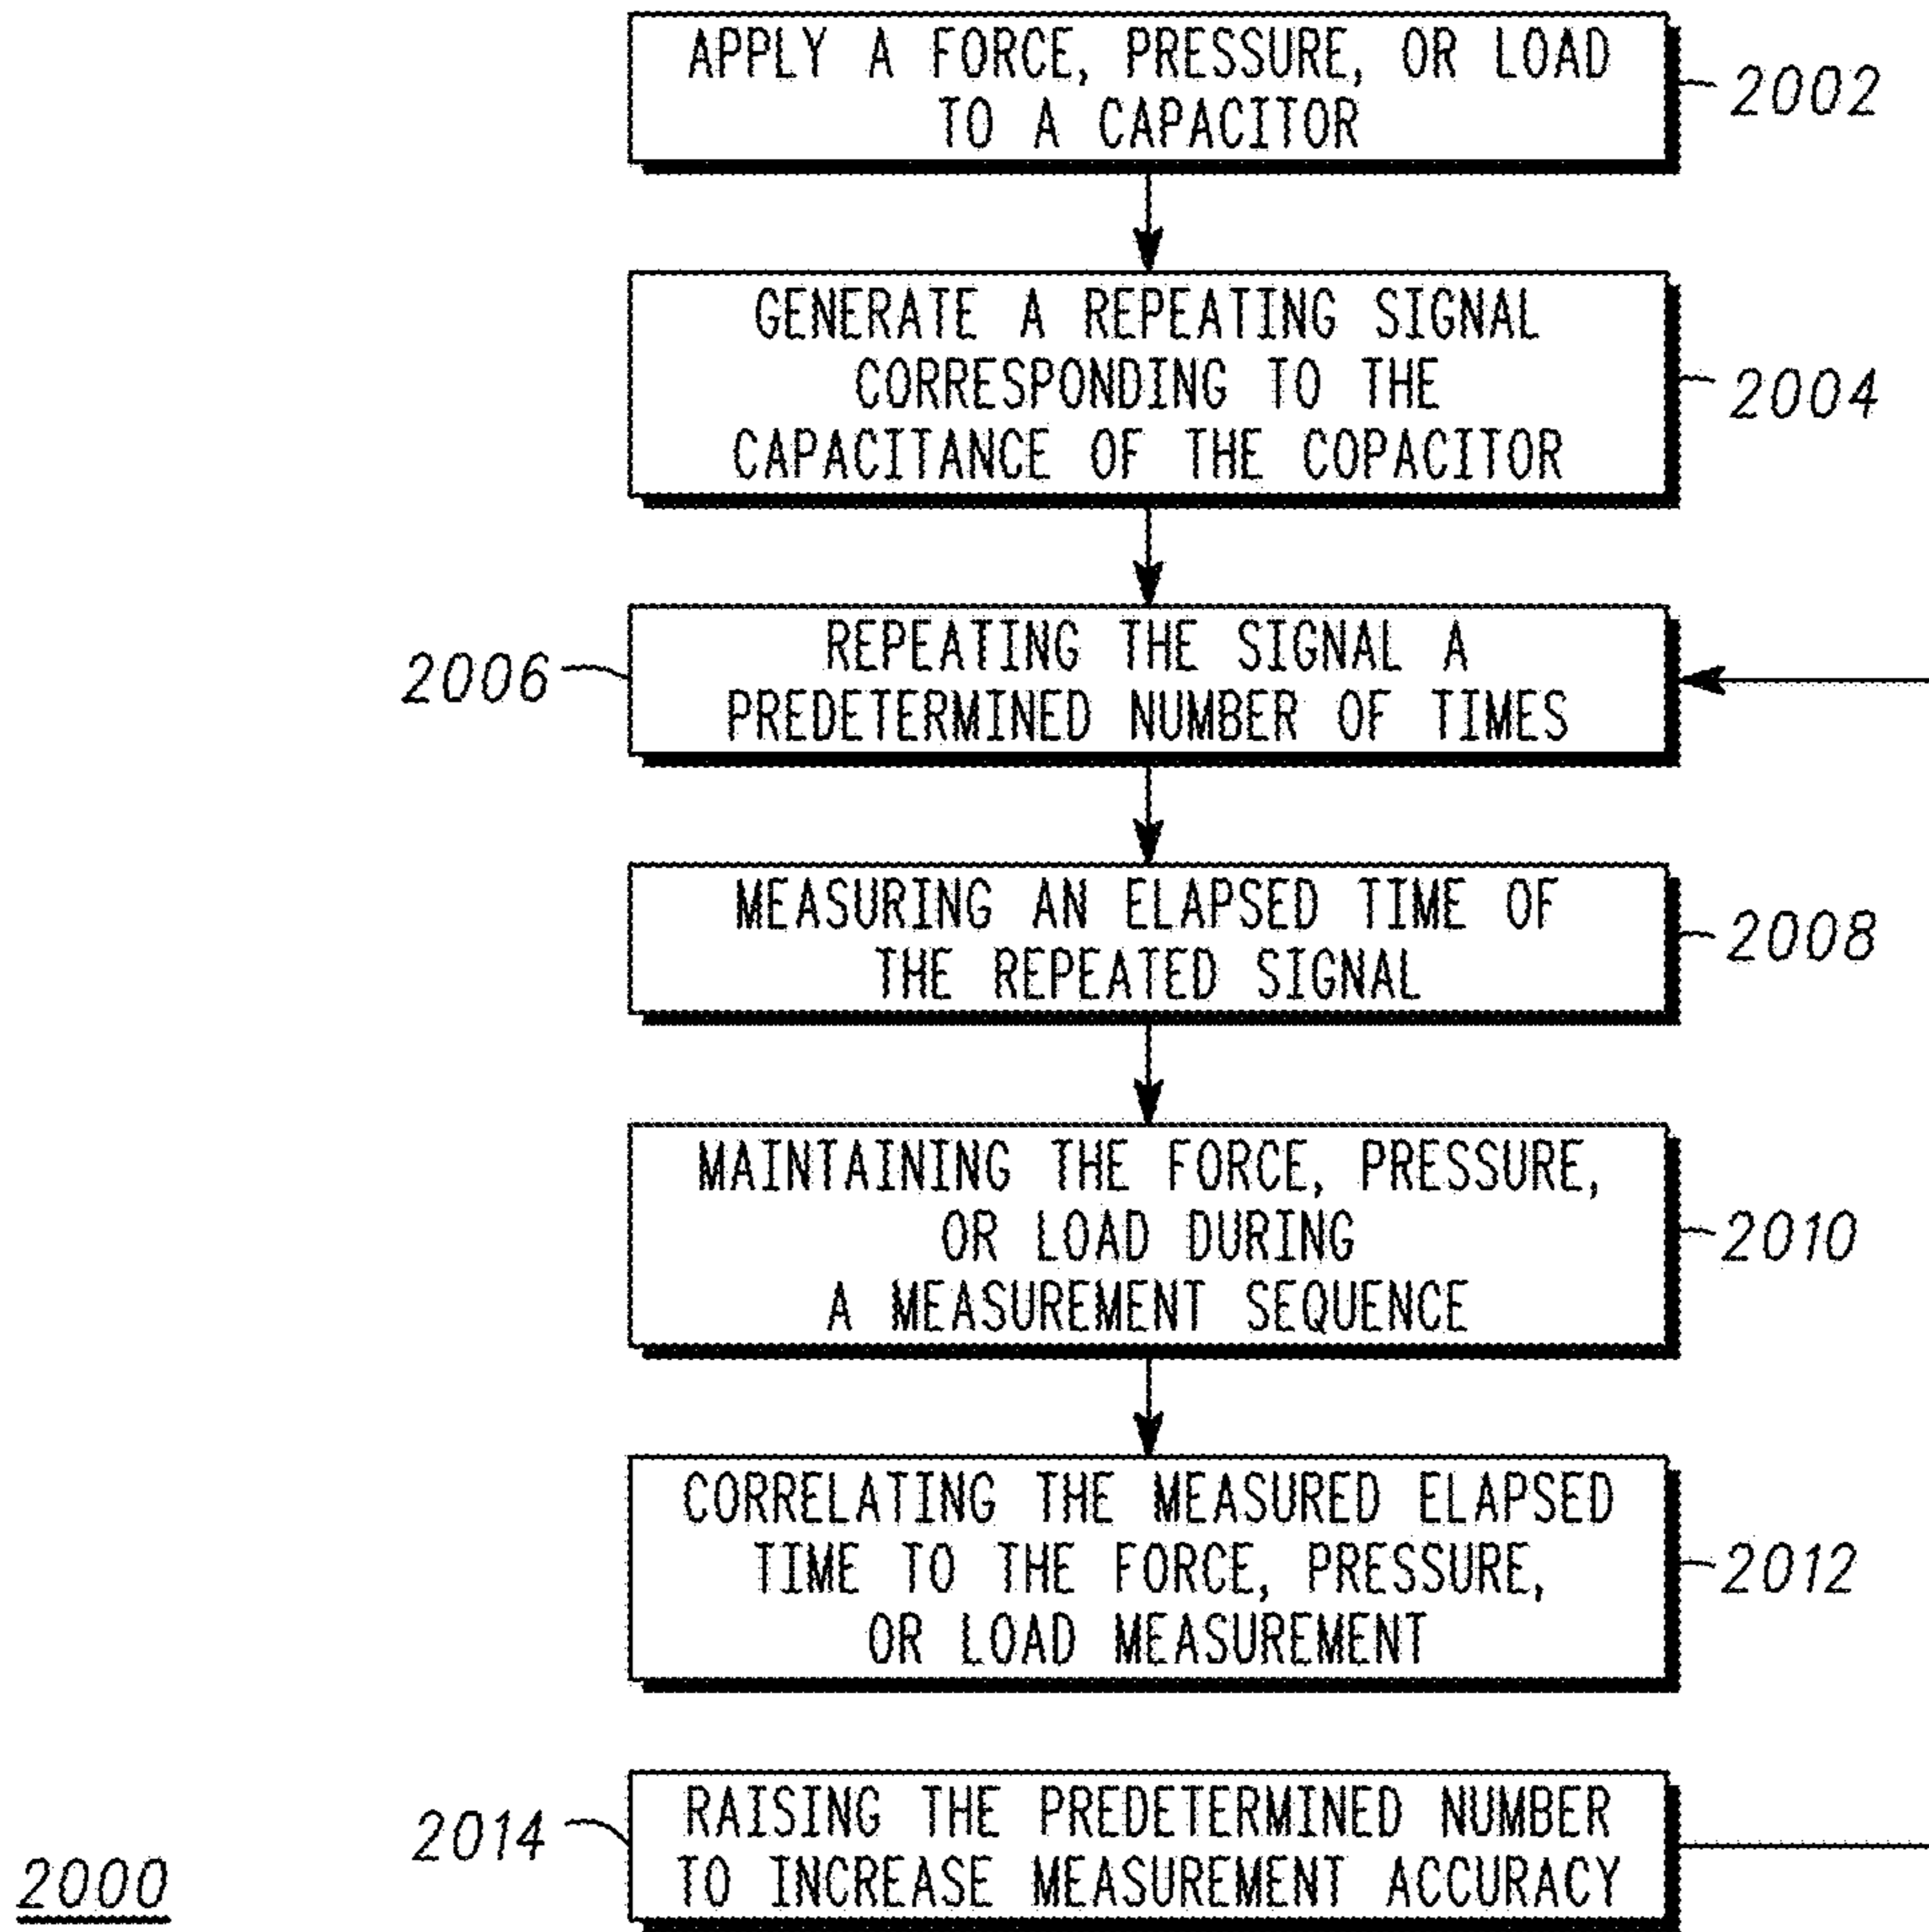 APPLY A FORCE, PRESSURE, OR LOAD
TO A CAPACITOR
2002
GENERATE A REPEATING SIGNAL
CORRESPONDING TO THE
CAPACITANCE OF THE COPACITOR
2004
REPEATING THE SIGNAL A
PREDETERMINED NUMBER OF TIMES
2006
MEASURING AN ELAPSED TIME OF
THE REPEATED SIGNAL
2008
MAINTAINING THE FORCE, PRESSURE,
OR LOAD DURING
A MEASUREMENT SEQUENCE
2010
CORRELATING THE MEASURED ELAPSED
TIME TO THE FORCE, PRESSURE,
OR LOAD MEASUREMENT
2012
RAISING THE PREDETERMINED NUMBER
TO INCREASE MEASUREMENT ACCURACY
2014
2000